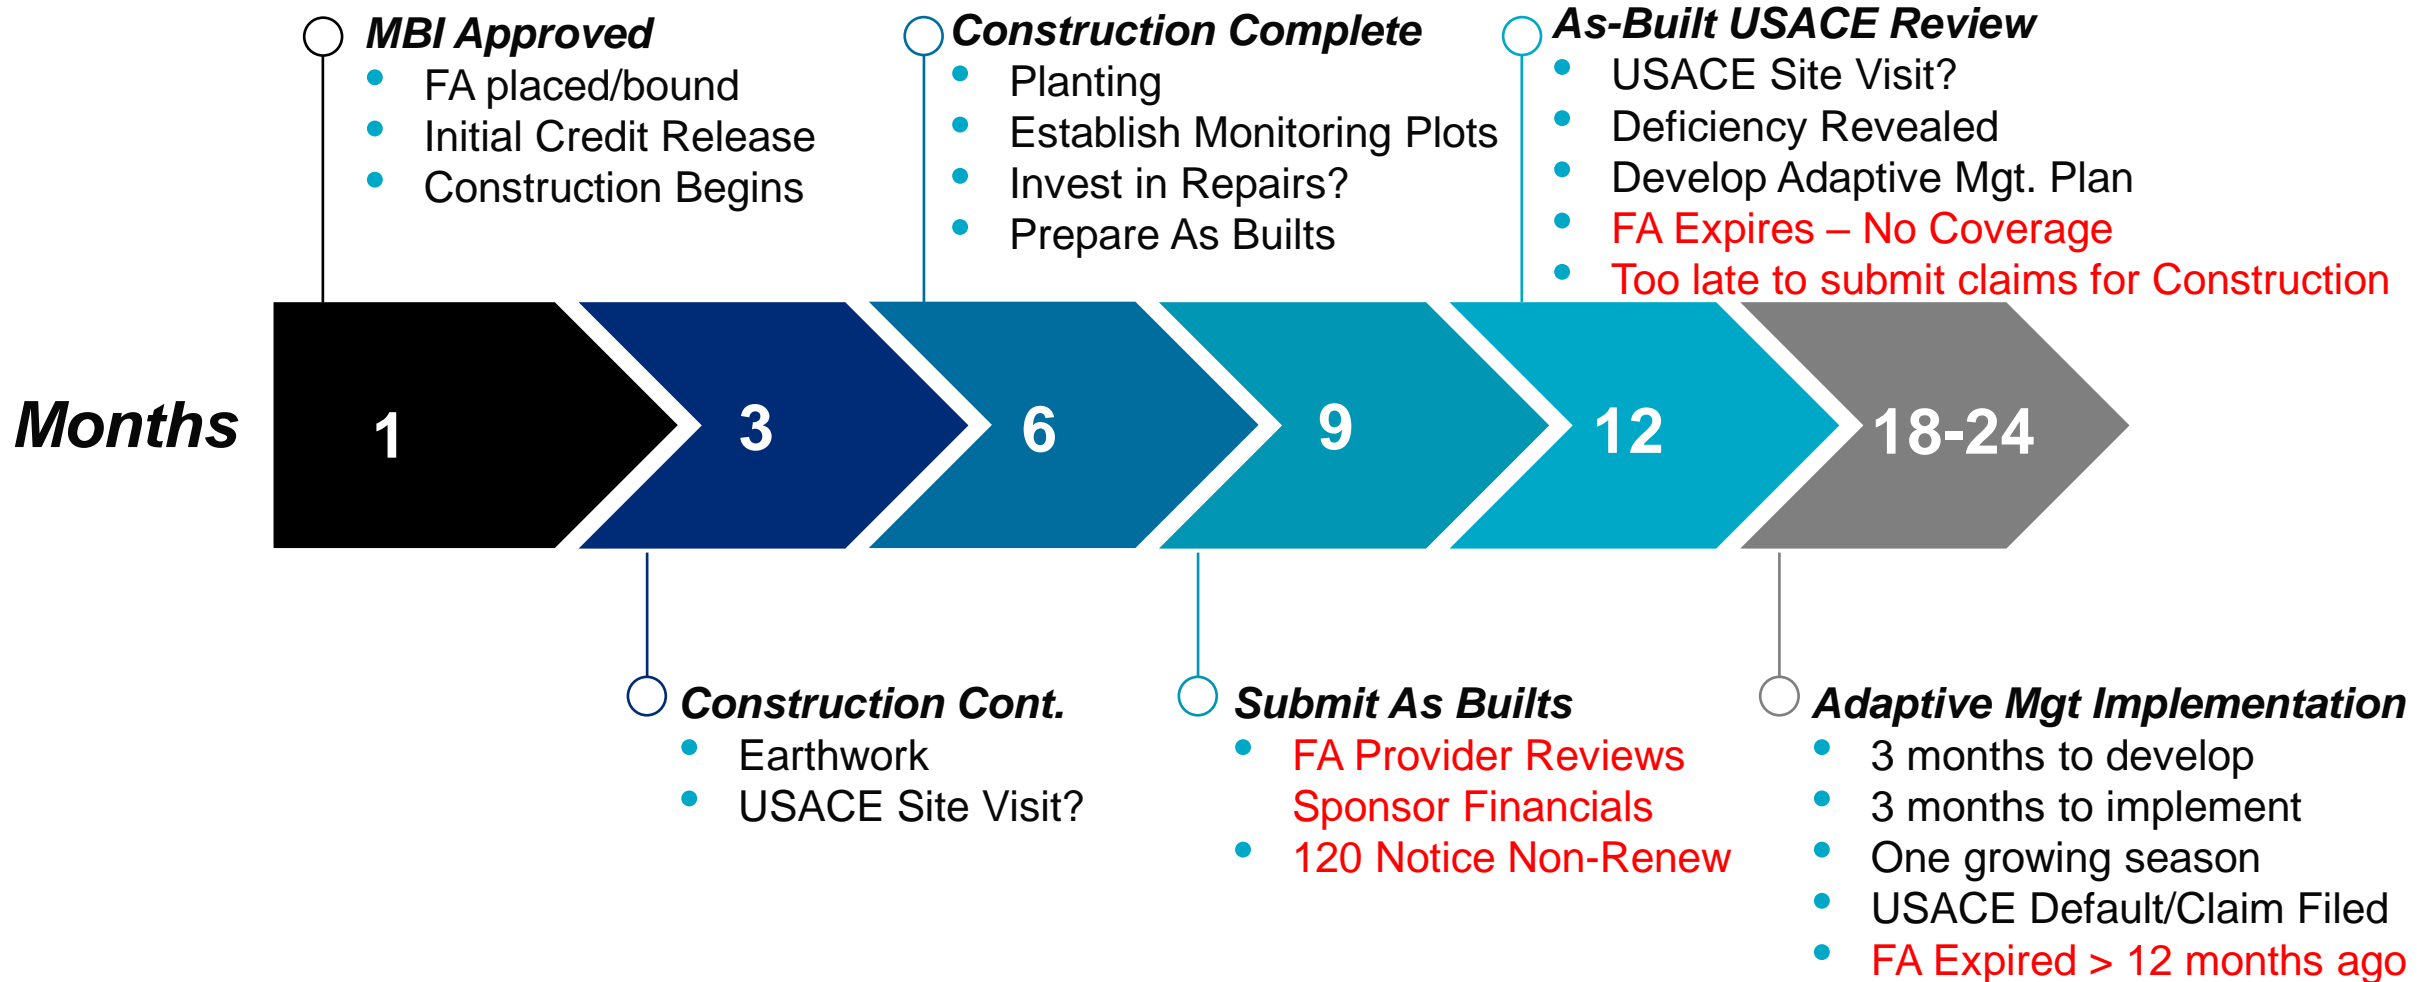 MBI Approved
• FA placed/bound
• Initial Credit Release
• Construction Begins
Construction Complete
• Planting
• Establish Monitoring Plots
• Invest in Repairs?
• Prepare As Builts
As-Built USACE Review
• USACE Site Visit?
• Deficiency Revealed
• Develop Adaptive Mgt. Plan
• FA Expires – No Coverage
• Too late to submit claims for Construction
Months
1
3
6
9
12
18-24
Construction Cont.
• Earthwork
• USACE Site Visit?
Submit As Builts
• FA Provider Reviews
Sponsor Financials
• 120 Notice Non-Renew
Adaptive Mgt Implementation
• 3 months to develop
• 3 months to implement
• One growing season
• USACE Default/Claim Filed
• FA Expired > 12 months ago